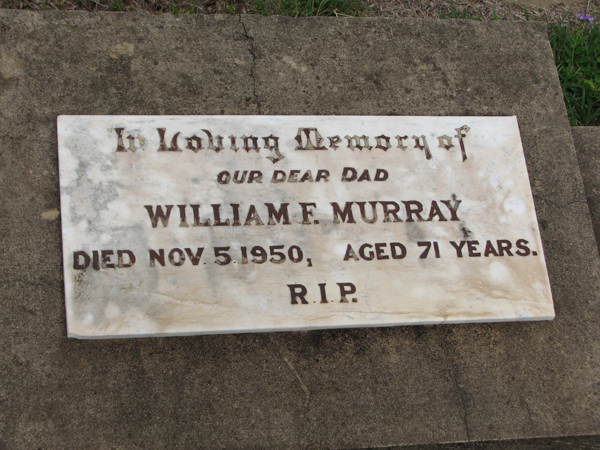 In Loving Memory of
OUR DEAR DAD
WILLIAM F. MURRAY
DIED NOV. 5. 1950, AGED 71 YEARS.
R.I.P.